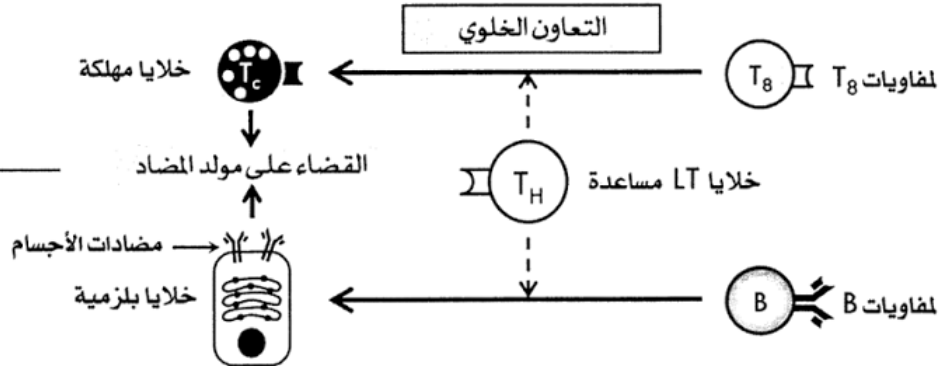 التعاون الخلوي
لمفاويات T8
T8
خلايا مهلكة
Tc
خلايا LT مساعدة
TH
القضاء على مولد المضاد
مضادات الأجسام
لمفاويات B
B
خلايا بلزمية